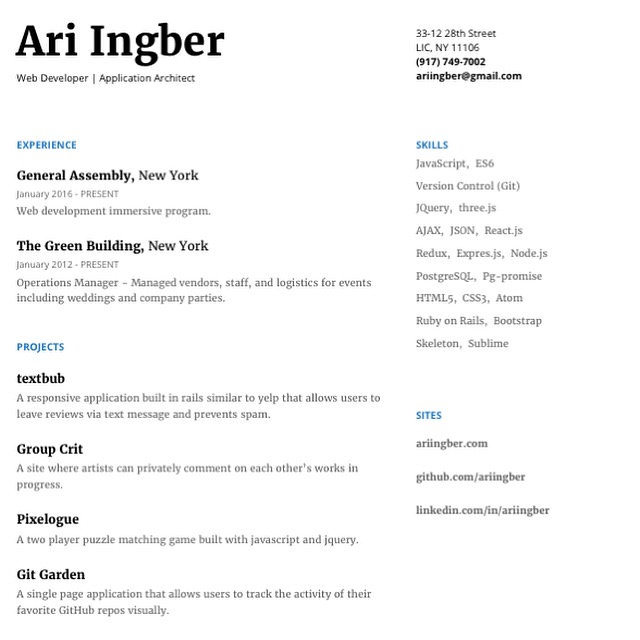 Ari Ingber
Web Developer | Application Architect
33-12 28th Street
LIC, NY 11106
(917) 749-7002
ariingber@gmail.com
EXPERIENCE
General Assembly, New York
January 2016 - PRESENT
Web development immersive program.
The Green Building, New York
January 2012 - PRESENT
Operations Manager - Managed vendors, staff, and logistics for events
including weddings and company parties.
PROJECTS
textbub
A responsive application built in rails similar to yelp that allows users to
leave reviews via text message and prevents spam.
Group Crit
A site where artists can privately comment on each other's works in
progress.
Pixelogue
A two player puzzle matching game built with javascript and jquery.
Git Garden
A single page application that allows users to track the activity of their
favorite GitHub repos visually.
SKILLS
JavaScript, ES6
Version Control (Git)
JQuery, three.js
AJAX, JSON, React.js
Redux, Expres.js, Node.js
PostgreSQL, Pg-promise
HTML5, CSS3, Atom
Ruby on Rails, Bootstrap
Skeleton, Sublime
SITES
ariingber.com
github.com/ariingber
linkedin.com/in/ariingber